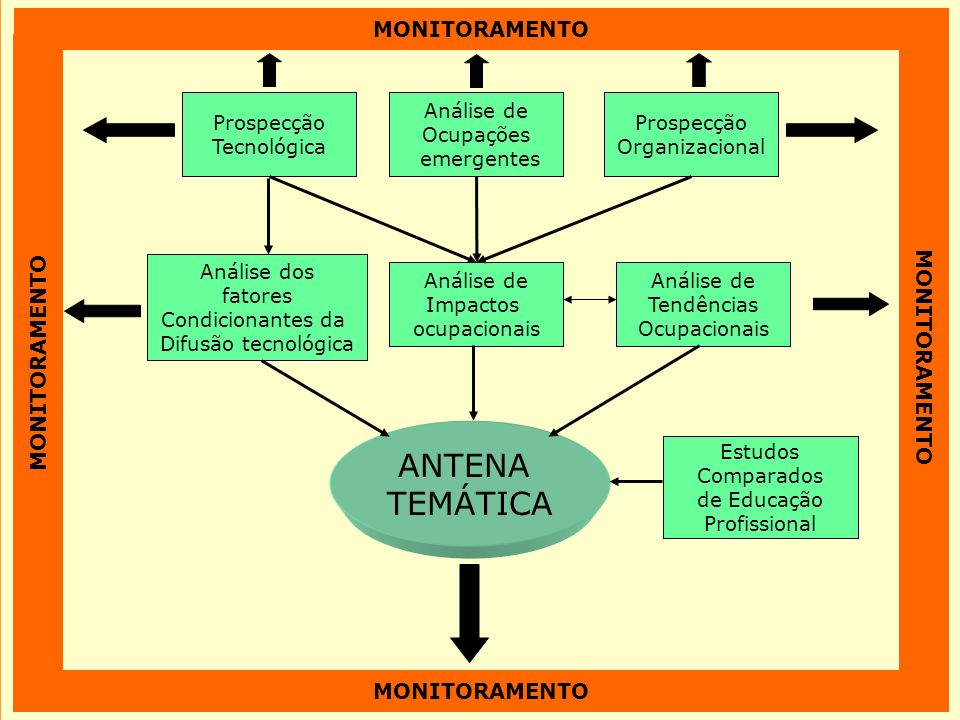 MONITORAMENTO
Prospecção
Tecnológica
Análise de
Ocupações
emergentes
Prospecção
Organizacional
MONITORAMENTO
Análise dos
fatores
Condicionantes da
Difusão tecnológica
Análise de
Impactos
ocupacionais
Análise de
Tendências
Ocupacionais
MONITORAMENTO
ANTENA
TEMÁTICA
Estudos
Comparados
de Educação
Profissional
MONITORAMENTO